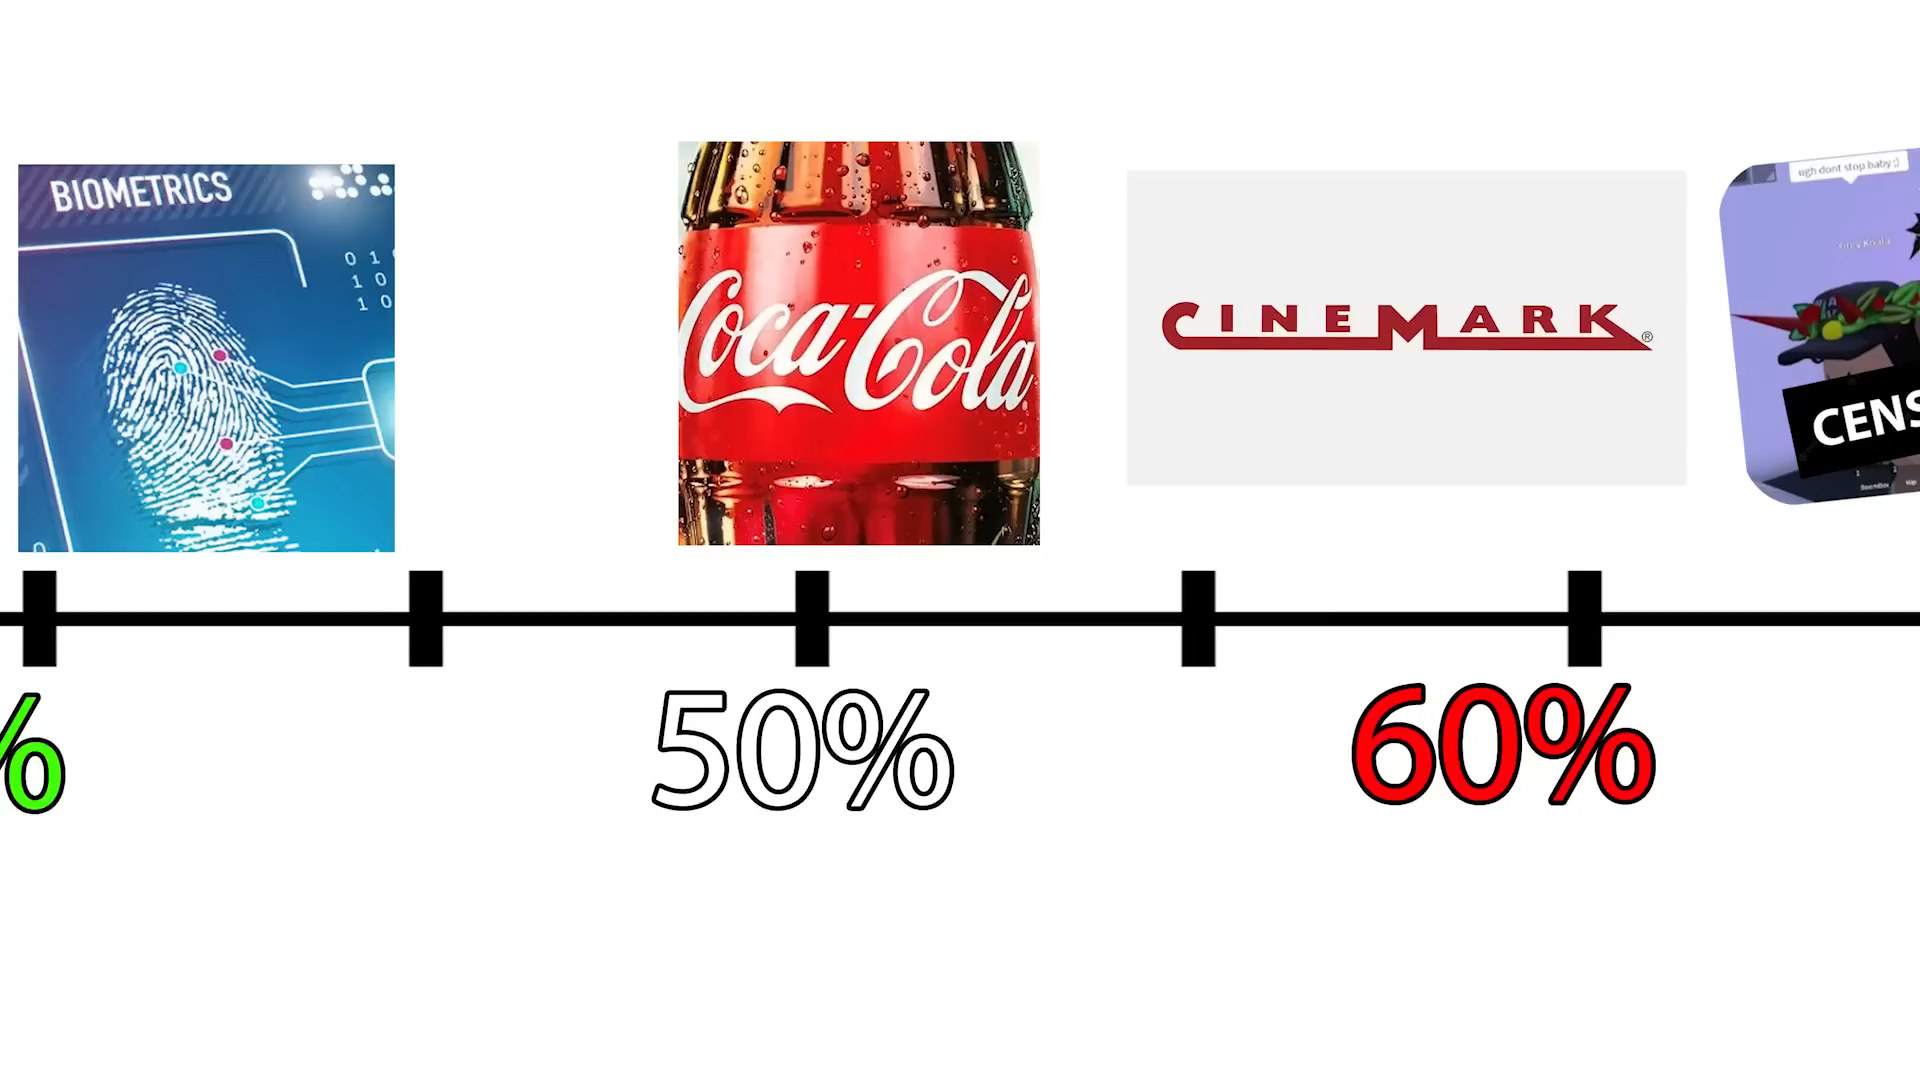 BIOMETRICS
0 1
1 0
1 0
Coca-Cola
CINEMARK®
ugh dont stop baby ;)
CENS
%
50%
60%